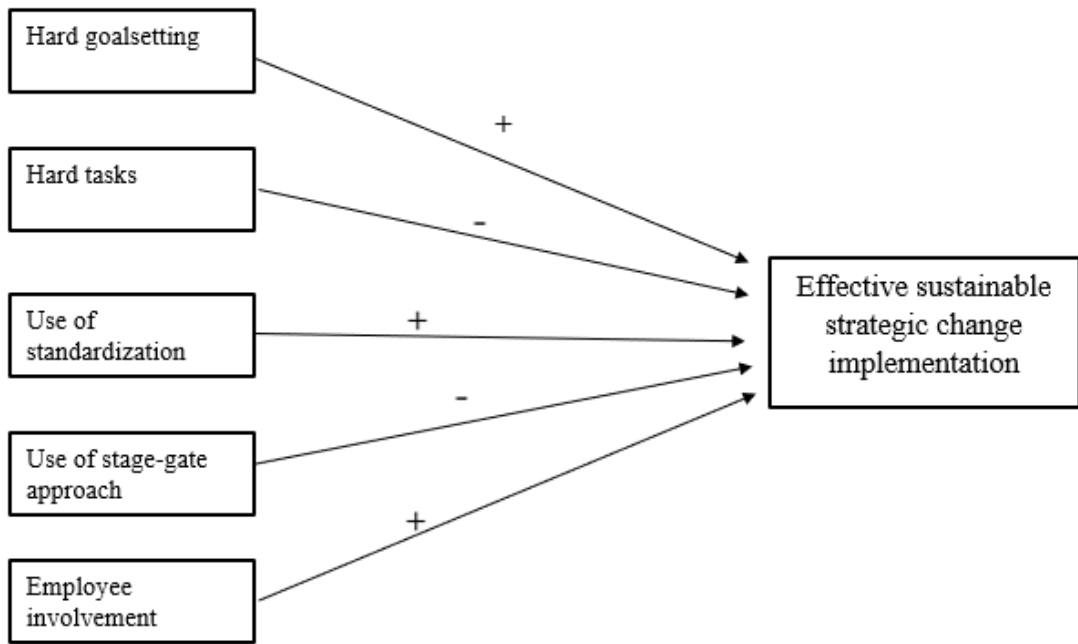 Hard goalsetting
+
Hard tasks
-
Use of
standardization
+
Effective sustainable
strategic change
implementation
-
Use of stage-gate
approach
+
Employee
involvement